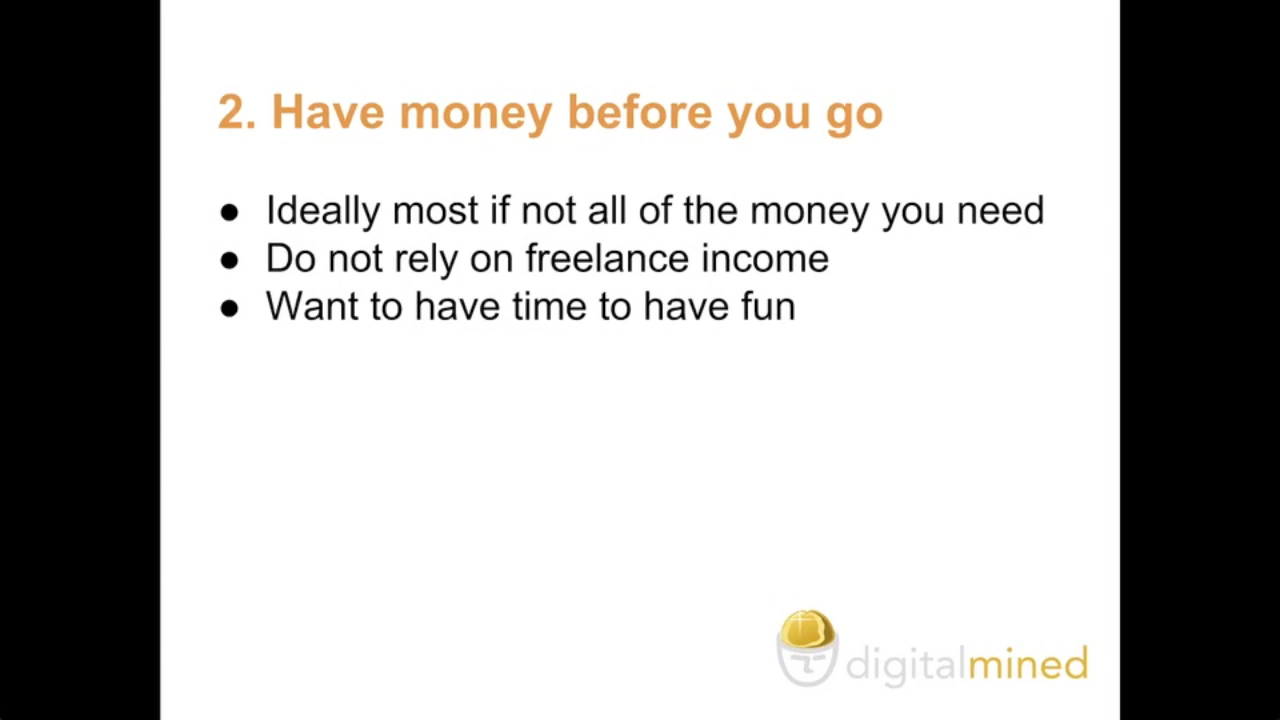 2. Have money before you go
● Ideally most if not all of the money you need
● Do not rely on freelance income
● Want to have time to have fun
digitalmined